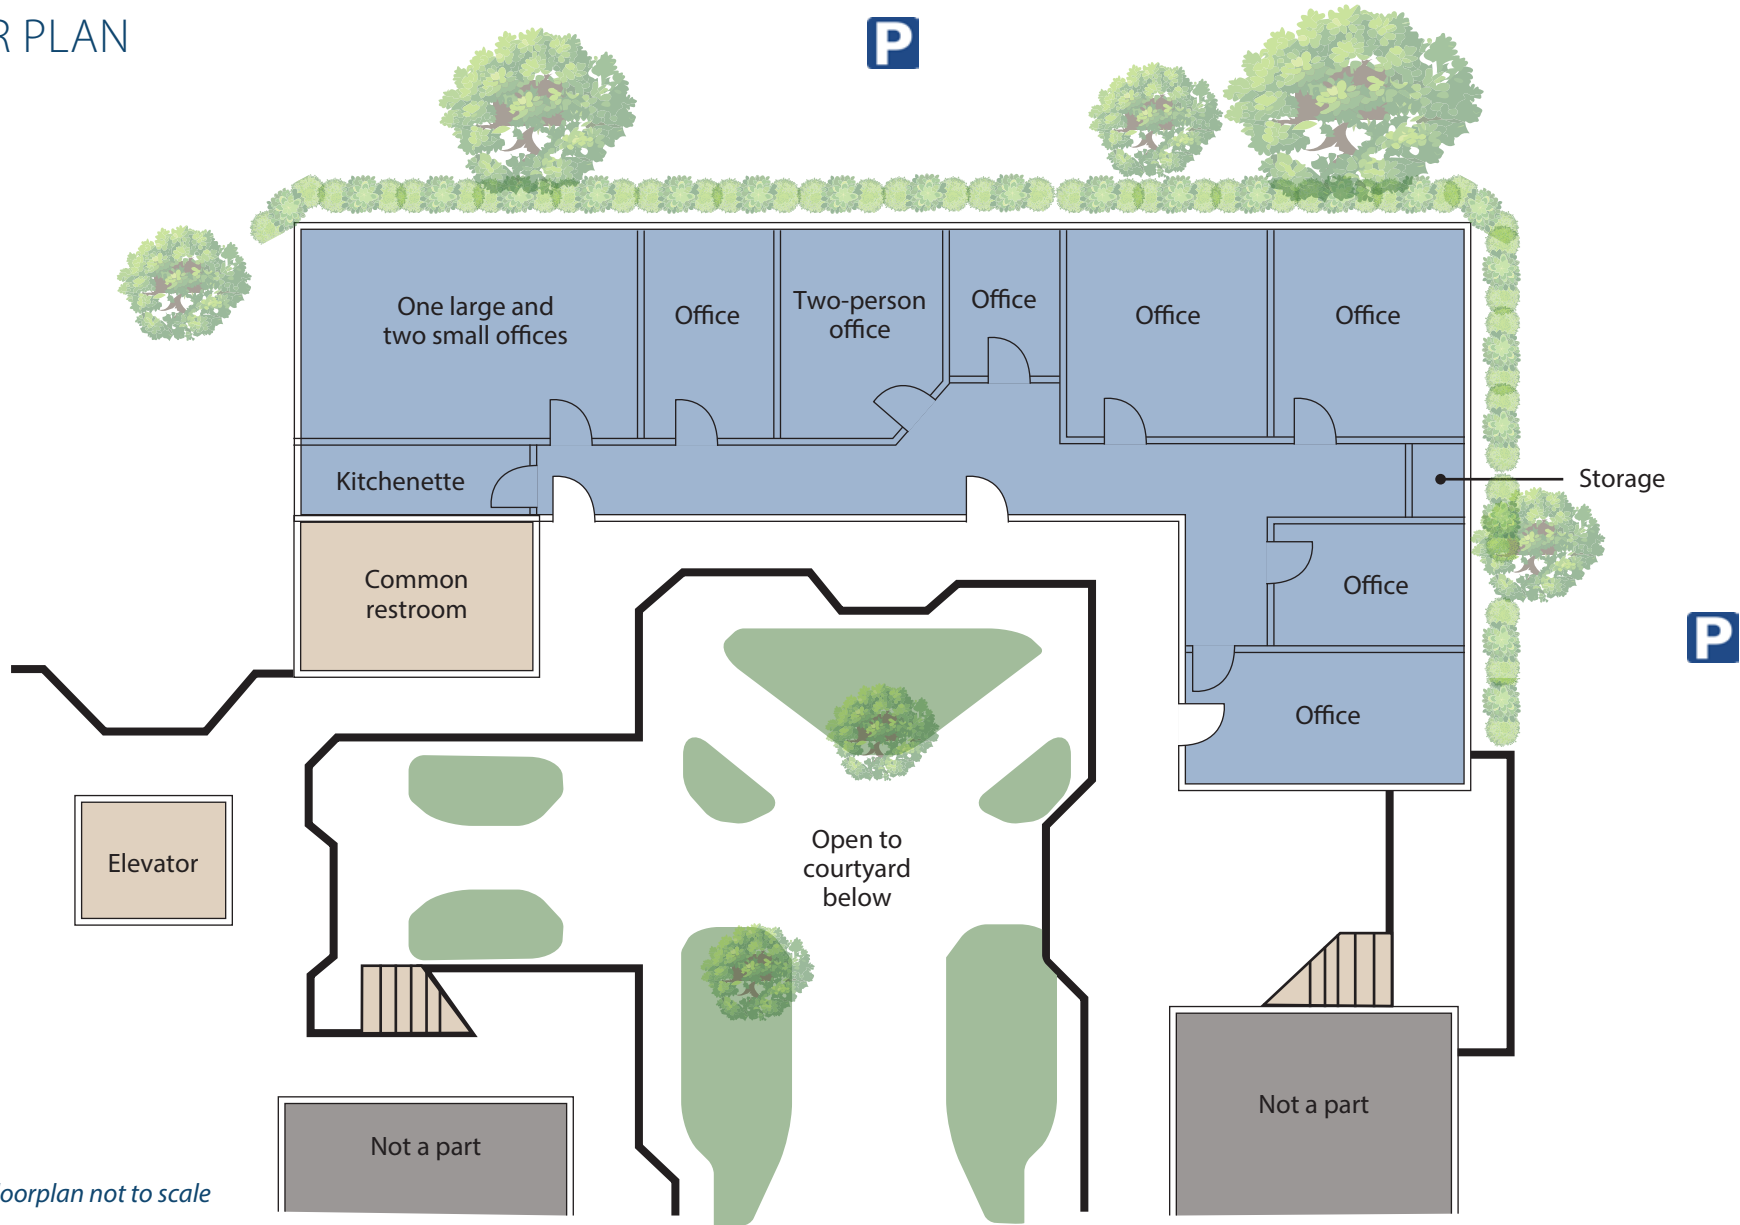 R PLAN
P
One large and
two small offices
Office
Two-person
office
Office
Office
Office
Kitchenette
Storage
Common
restroom
Office
P
Office
Open to
courtyard
below
Elevator
Not a part
Not a part
loorplan not to scale